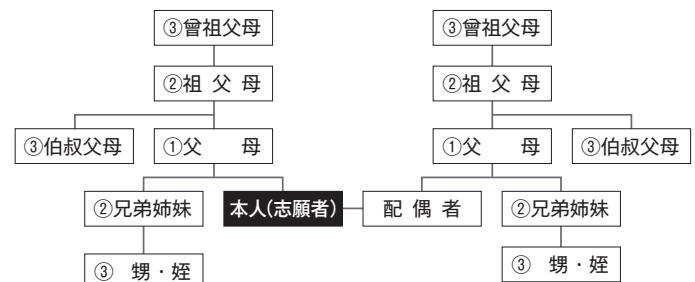 ③曾祖父母
③曾祖父母
②祖 父 母
②祖 父 母
③伯叔父母
①父　　母
①父　　母
③伯叔父母
②兄弟姉妹
本人(志願者)
配 偶 者
②兄弟姉妹
③　甥・姪
③　甥・姪